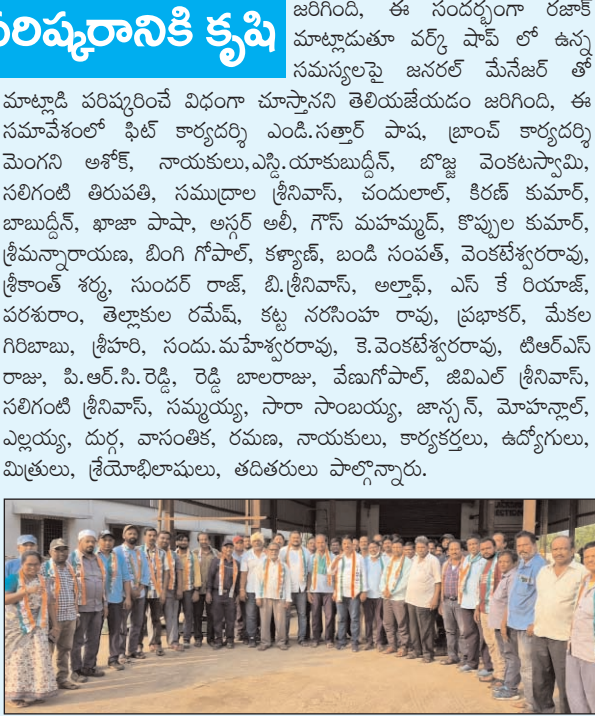 పరిష్కరానికి కృషి
జరిగింది, ఈ సందర్భంగా రజాక్
మాట్లాడుతూ వర్క్ షాప్ లో ఉన్న
సమస్యలపై జనరల్ మేనేజర్ తో
మాట్లాడి పరిష్కరించే విధంగా చూస్తానని తెలియజేయడం జరిగింది, ఈ
సమావేశంలో ఫిట్ కార్యదర్శి ఎండి.సత్తార్ పాష, బ్రాంచ్ కార్యదర్శి
మెంగని అశోక్, నాయకులు,ఎస్డి.యాకుబుద్దీన్, బొజ్జ వెంకటస్వామి,
సలిగంటి తిరుపతి, సముద్రాల శ్రీనివాస్, చందులాల్, కిరణ్ కుమార్,
బాబుద్దీన్, ఖాజా పాషా, అస్గర్ అలీ, గౌస్ మహమ్మద్, కొప్పుల కుమార్,
శ్రీమన్నారాయణ, బింగి గోపాల్, కళ్యాణ్, బండి సంపత్, వెంకటేశ్వరరావు,
శ్రీకాంత్ శర్మ, సుందర్ రాజ్, బి.శ్రీనివాస్, అల్తాఫ్, ఎస్ కే రియాజ్,
పరశురాం, తెల్లాకుల రమేష్, కట్ట నరసింహ రావు, ప్రభాకర్, మేకల
గిరిబాబు, శ్రీహరి, సందు.మహేశ్వరరావు, కె.వెంకటేశ్వరరావు, టిఆర్ఎస్
రాజు, పి.ఆర్.సి.రెడ్డి, రెడ్డి బాలరాజు, వేణుగోపాల్, జివిఎల్ శ్రీనివాస్,
సలిగంటి శ్రీనివాస్, సమ్మయ్య, సారా సాంబయ్య, జాన్సన్, మోహన్లాల్,
ఎల్లయ్య, దుర్గ, వాసంతిక, రమణ, నాయకులు, కార్యకర్తలు, ఉద్యోగులు,
మిత్రులు, శ్రేయోభిలాషులు, తదితరులు పాల్గొన్నారు.